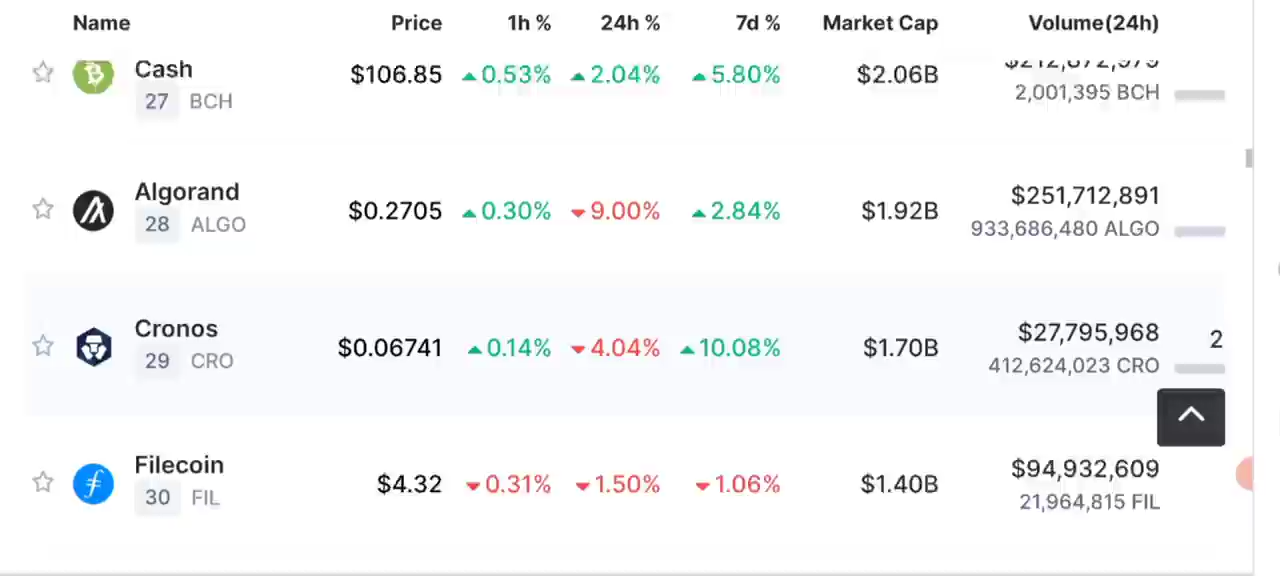 Name Price 1h % 24h % 7d % Market Cap Volume(24h)
Cash $106.85 0.53% 2.04% 5.80% $2.06B
27 BCH 2,001,395 BCH
Algorand $0.2705 0.30% 9.00% 2.84% $1.92B $251,712,891
28 ALGO 933,686,480 ALGO
Cronos $0.06741 0.14% 4.04% 10.08% $1.70B $27,795,968 2
29 CRO 412,624,023 CRO
Filecoin $4.32 0.31% 1.50% 1.06% $1.40B $94,932,609
30 FIL 21,964,815 FIL